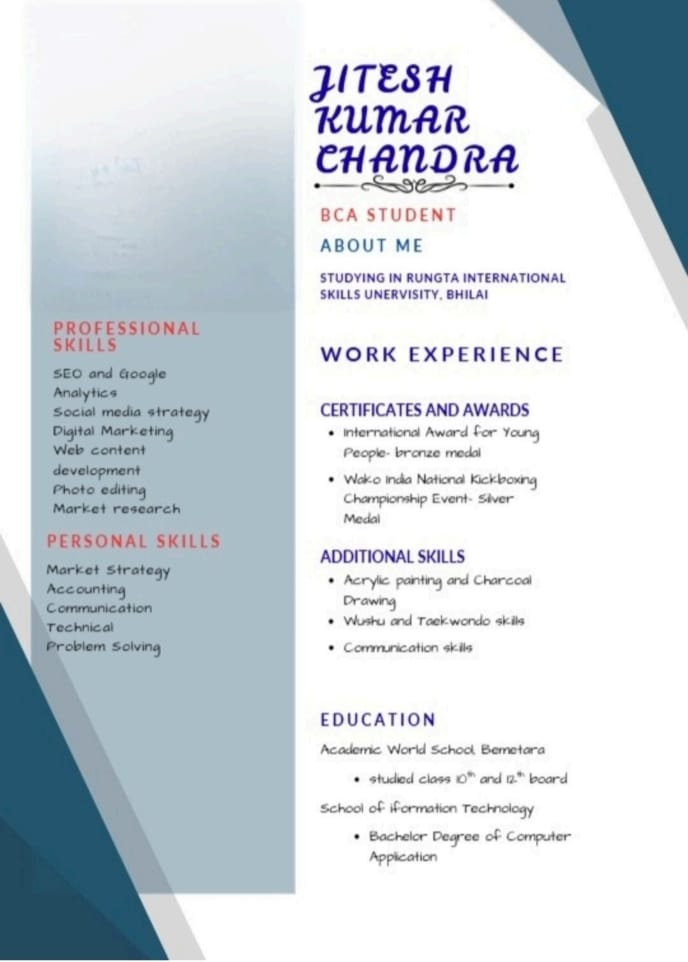 JITESH
KUMAR
CHANDRA
BCA STUDENT
ABOUT ME
STUDYING IN RUNGTA INTERNATIONAL
SKILLS UNERVISITY, BHILAI
PROFESSIONAL
SKILLS
SEO and Google
Analytics
Social media strategy
Digital Marketing
Web content
development
Photo editing
Market research
PERSONAL SKILLS
Market Strategy
Accounting
Communication
Technical
Problem Solving
WORK EXPERIENCE
CERTIFICATES AND AWARDS
• International Award for Young
People- bronze medal
• Wako India National Kickboxing
Championship Event- Silver
Medal
ADDITIONAL SKILLS
• Acrylic painting and Charcoal
Drawing
• Wushu and Taekwondo skills
• Communication skills
EDUCATION
Academic World School, Bemetara
• studied class 10th and 12th board
School of iformation Technology
• Bachelor Degree of Computer
Application